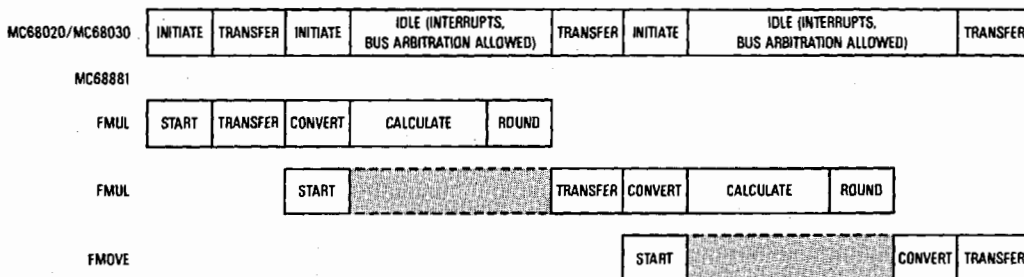 IDLE (INTERRUPTS, IDLE (INTERRUPTS,
MC68020/MC68030 INITIATE TRANSFER INITIATE BUS ARBITRATION ALLOWED) TRANSFER INITIATE BUS ARBITRATION ALLOWED) TRANSFER
MC68881
FMUL START TRANSFER CONVERT CALCULATE ROUND
FMUL START TRANSFER CONVERT CALCULATE ROUND
FMOVE START CONVERT TRANSFER